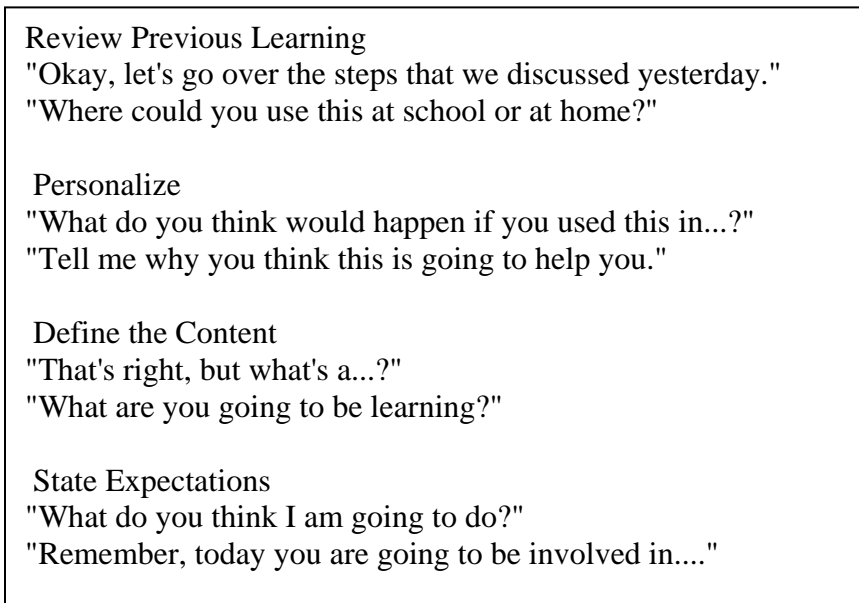 Review Previous Learning
"Okay, let's go over the steps that we discussed yesterday."
"Where could you use this at school or at home?"
Personalize
"What do you think would happen if you used this in...?"
"Tell me why you think this is going to help you."
Define the Content
"That's right, but what's a...?"
"What are you going to be learning?"
State Expectations
"What do you think I am going to do?"
"Remember, today you are going to be involved in...."